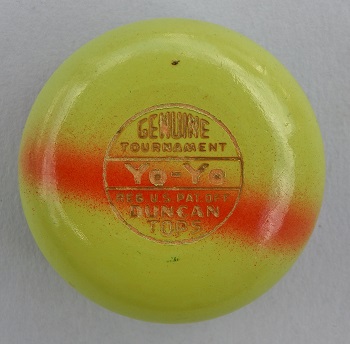 GENUINE
TOURNAMENT
Yo-Yo
REG. U.S. PAT. OFF.
DUNCAN
TOPS